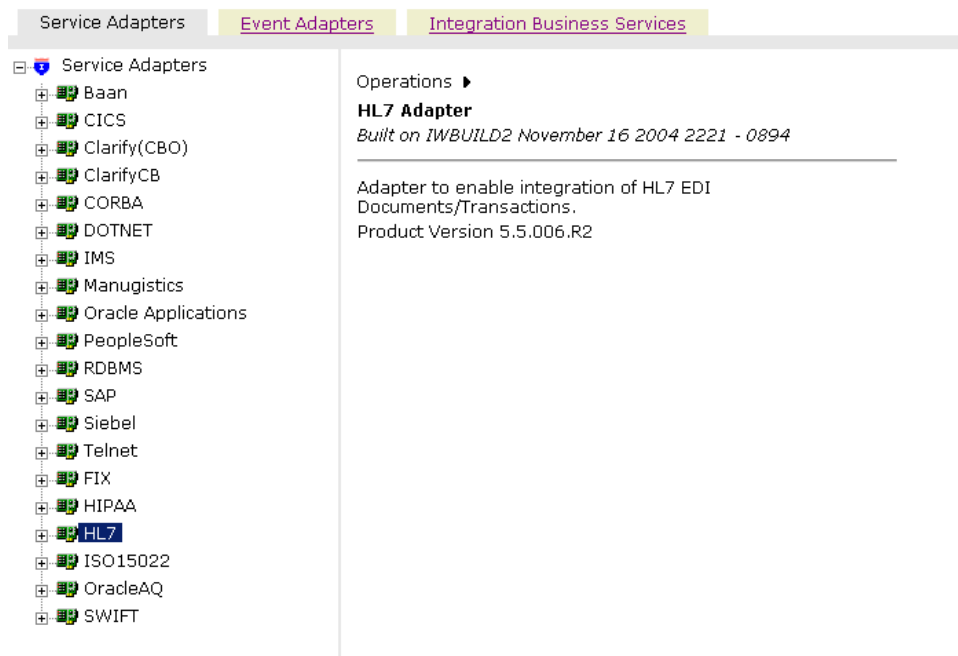 Service Adapters
Event Adapters
Integration Business Services
Service Adapters
Baan
CICS
Clarify(CBO)
ClarifyCB
CORBA
DOTNET
IMS
Manugistics
Oracle Applications
PeopleSoft
RDBMS
SAP
Siebel
Telnet
FIX
HIPAA
HL7
ISO15022
OracleAQ
SWIFT
Operations
HL7 Adapter
Built on IWBUILD2 November 16 2004 2221 - 0894
Adapter to enable integration of HL7 EDI
Documents/Transactions.
Product Version 5.5.006.R2